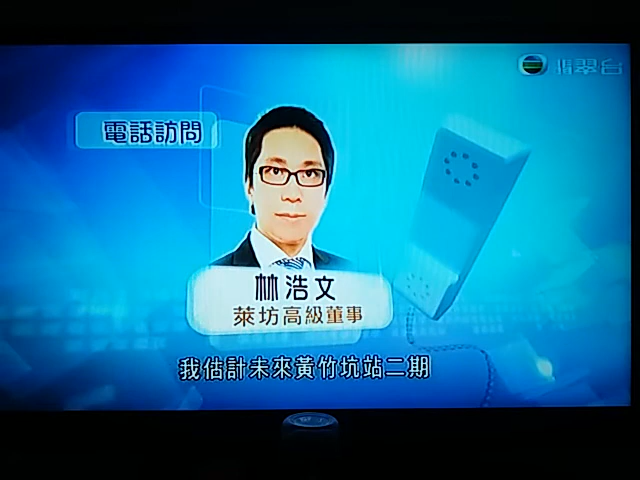 翡翠台
電話訪問
林浩文
萊坊高級董事
我估計未來黃竹坑站二期